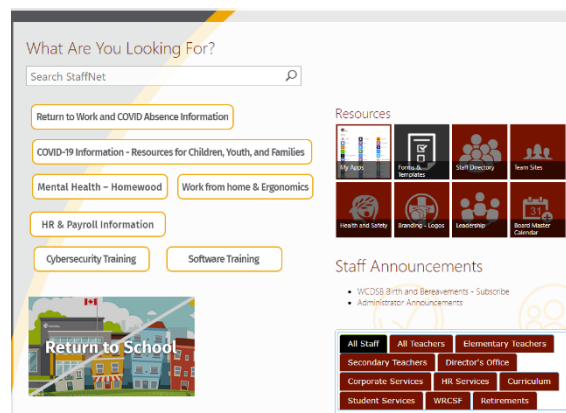 What Are You Looking For?
Search StaffNet
Return to Work and COVID Absence Information
COVID-19 Information - Resources for Children, Youth, and Families
Mental Health – Homewood
Work from home & Ergonomics
HR & Payroll Information
Cybersecurity Training
Software Training
Return to School
Resources
My Apps
Forms & Templates
Staff Directory
Team Sites
Health and Safety
Branding - Logos
Leadership
31
Board Master Calendar
Staff Announcements
WCDSB Birth and Bereavements - Subscribe
Administrator Announcements
All Staff
All Teachers
Elementary Teachers
Secondary Teachers
Director's Office
Corporate Services
HR Services
Curriculum
Student Services
WRCSF
Retirements